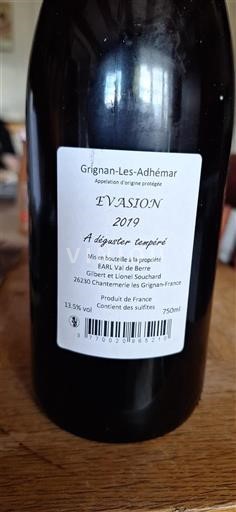 Grignan-Les-Adhémar
Appelation d'origine protégée
EVASION
2019
A déguster tempéré
Mis en bouteille à la propriété
EARL Val de Berre
Gilbert et Lionel Souchard
26230 Chantemerle les Grignan-France
Produit de France
13.5% vol
Contient des sulfites
750ml